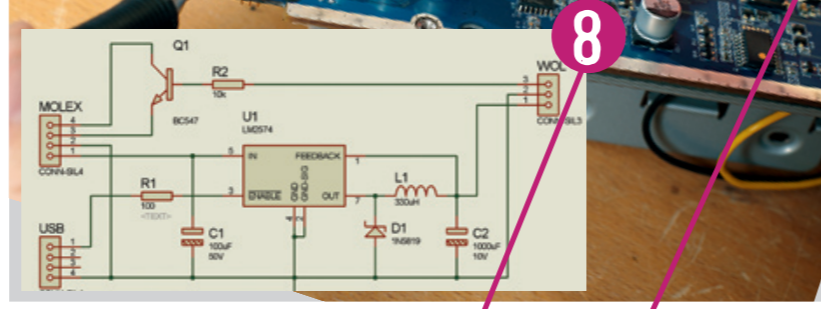 8
Q1
R2
10k
BC547
WOL
3
2
1
CONN-SIL3
MOLEX
4
3
2
1
CONN-SIL4
U1
LM2574
5 IN FEEDBACK 1
3 ENABLE GND GND-SIG OUT 7
4 2
R1
100
<TEXT>
L1
330uH
USB
1
2
3
4
C1
100uF
50V
D1
1N5819
C2
1000uF
10V